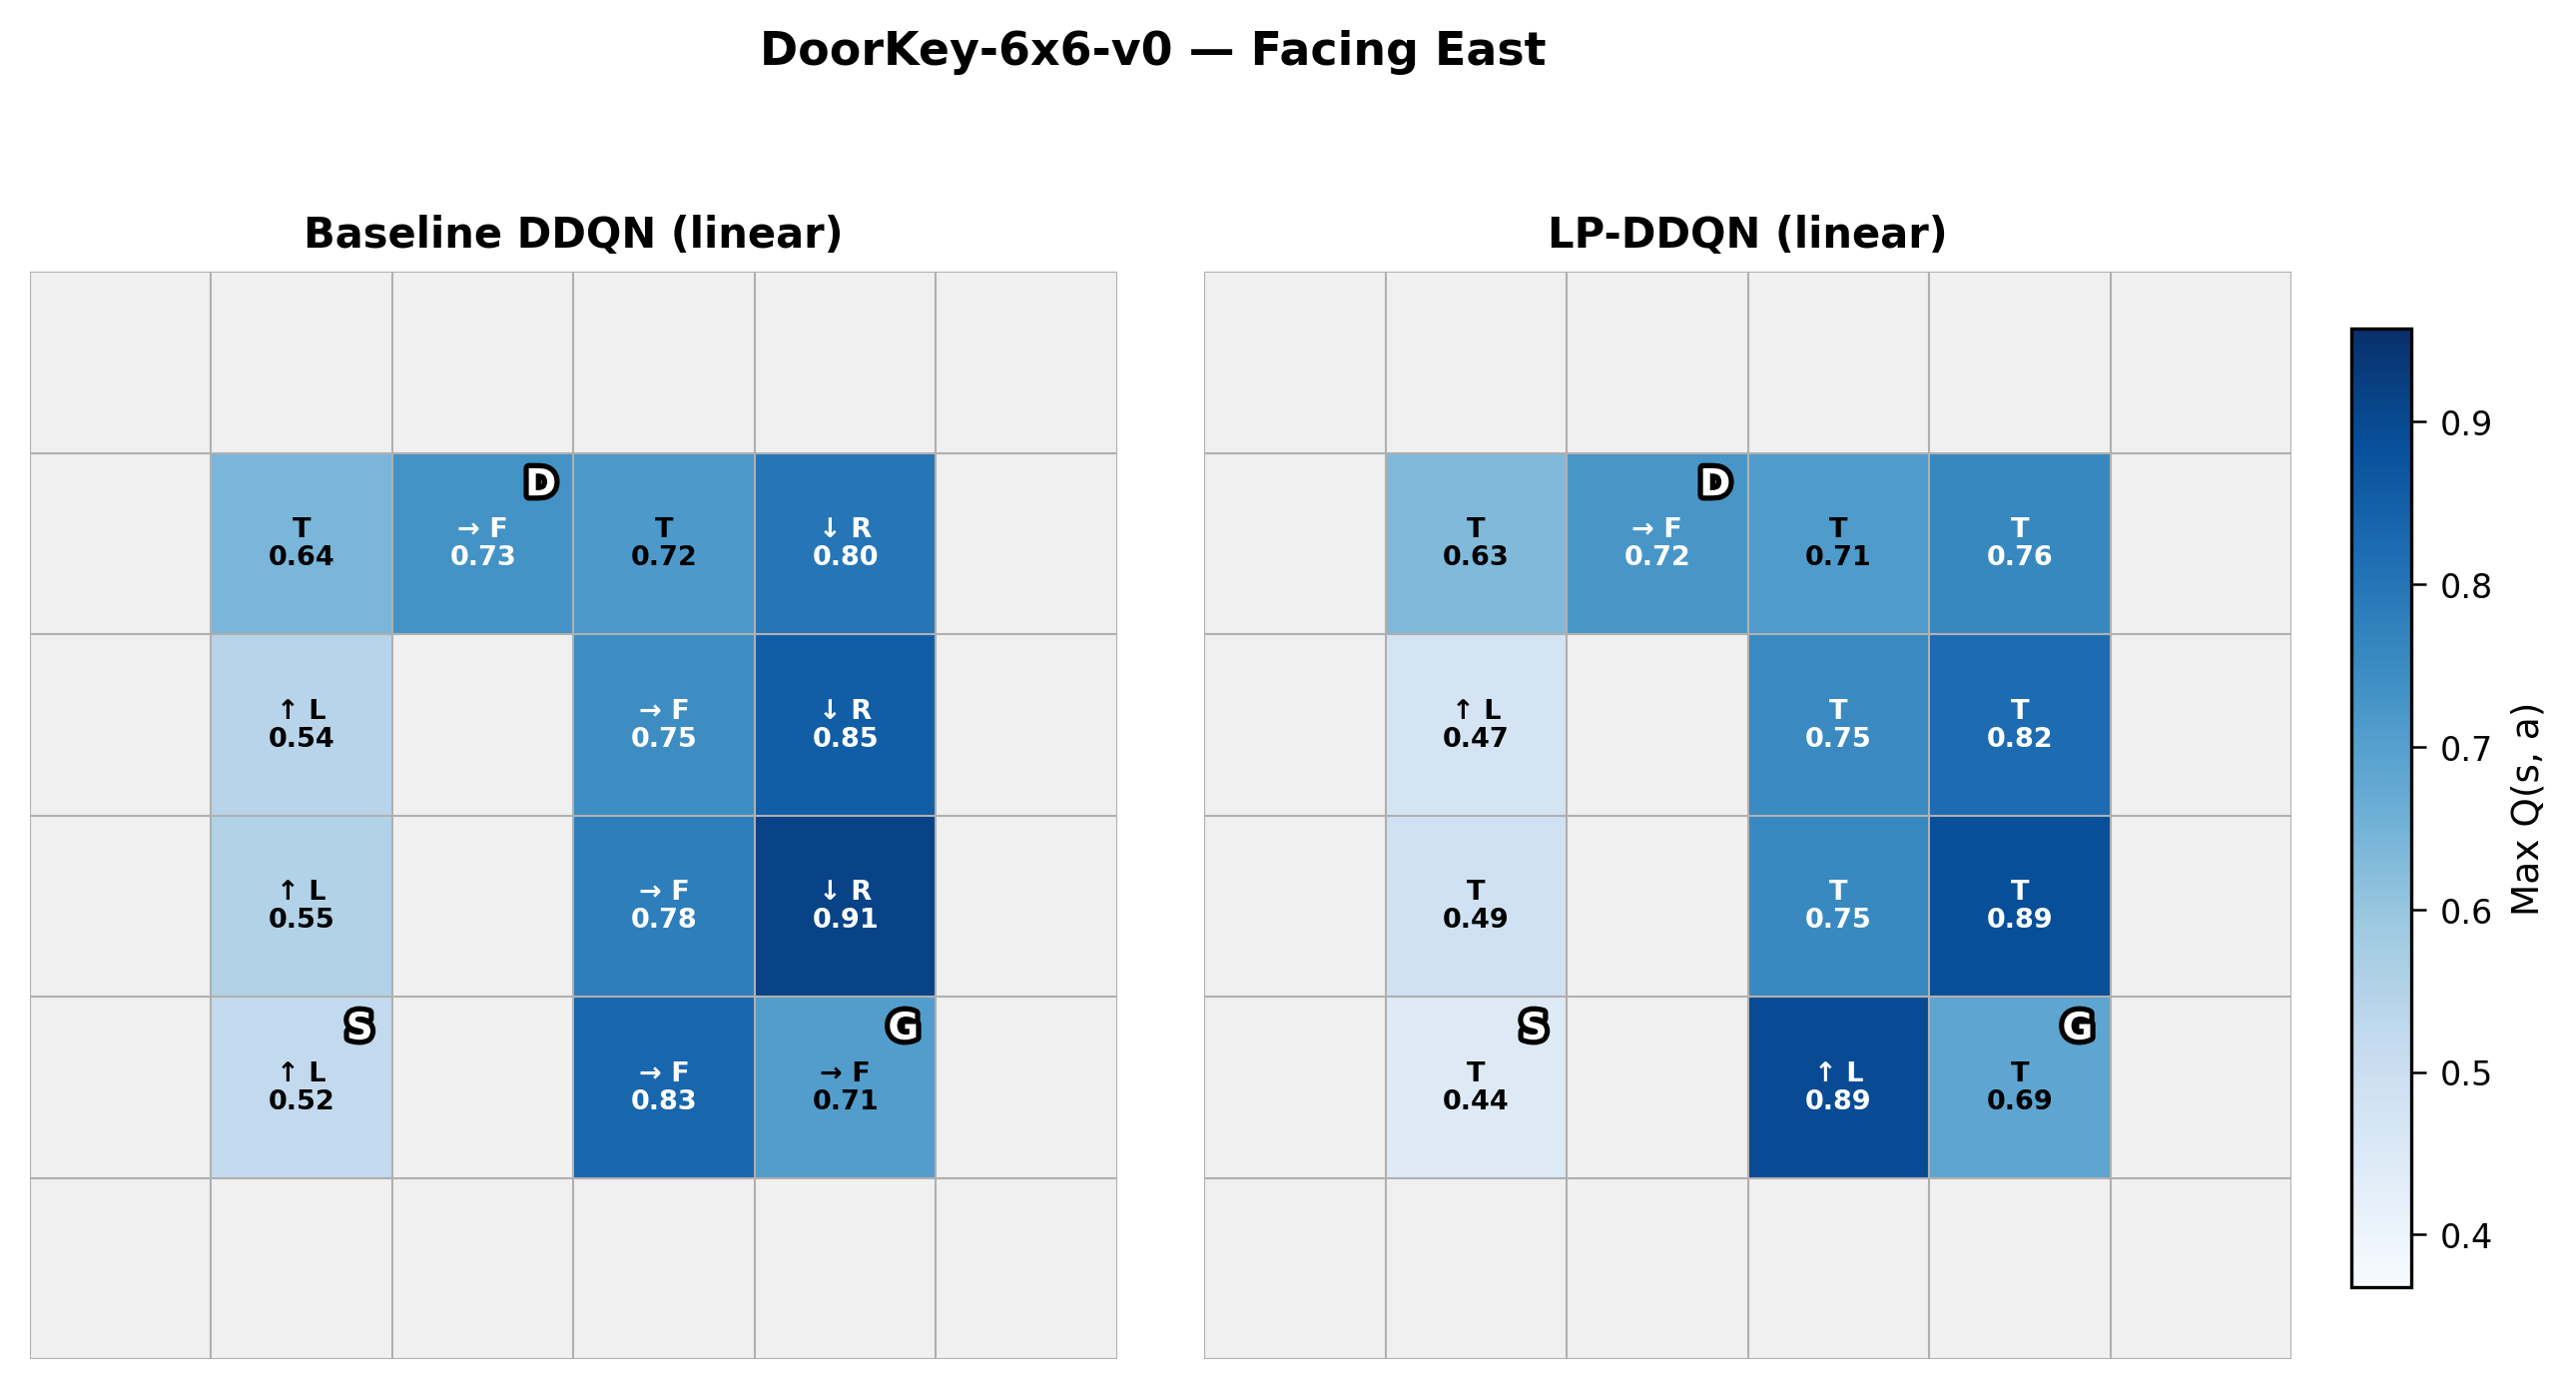 DoorKey-6x6-v0 — Facing East
Baseline DDQN (linear)
D
T
0.64
→ F
0.73
T
0.72
↓ R
0.80
↑ L
0.54
→ F
0.75
↓ R
0.85
↑ L
0.55
→ F
0.78
↓ R
0.91
S
↑ L
0.52
→ F
0.83
G
→ F
0.71
LP-DDQN (linear)
D
T
0.63
→ F
0.72
T
0.71
T
0.76
↑ L
0.47
T
0.75
T
0.82
T
0.49
T
0.75
T
0.89
S
T
0.44
↑ L
0.89
G
T
0.69
0.9
0.8
0.7
0.6
0.5
0.4
Max Q(s, a)